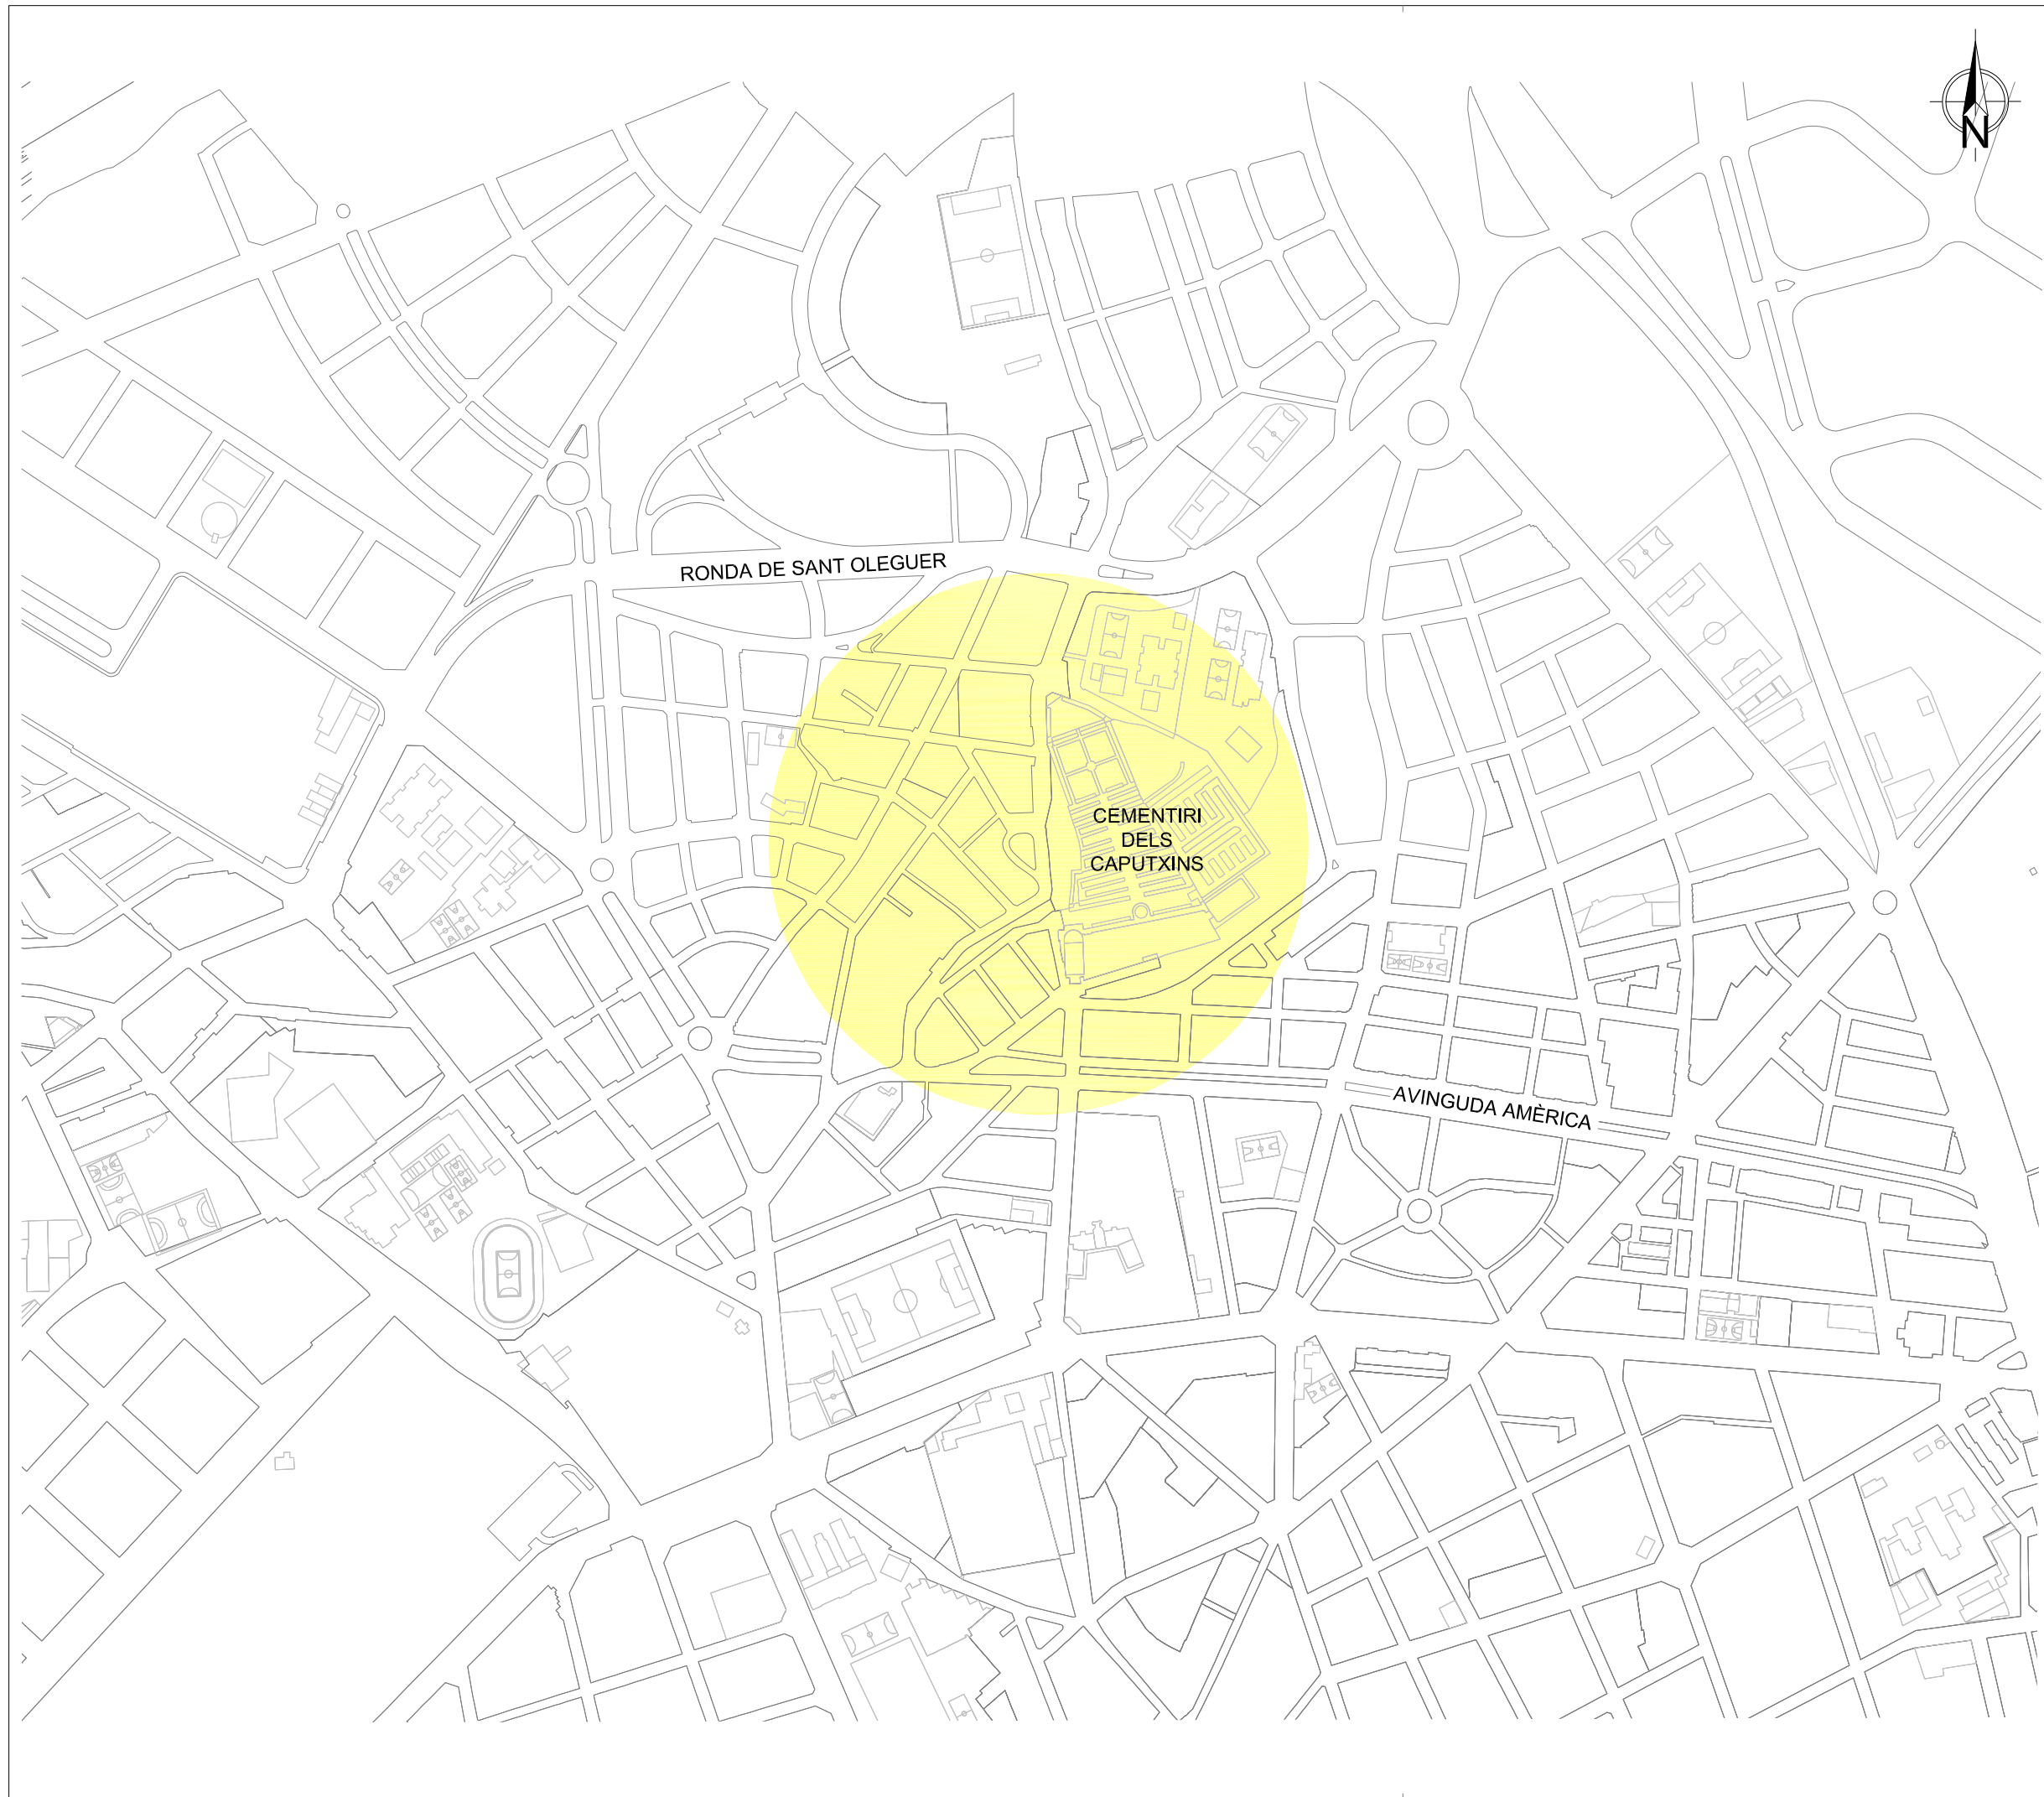 N
RONDA DE SANT OLEGUER
CEMENTIRI
DELS
CAPUTXINS
AVINGUDA AMÈRICA